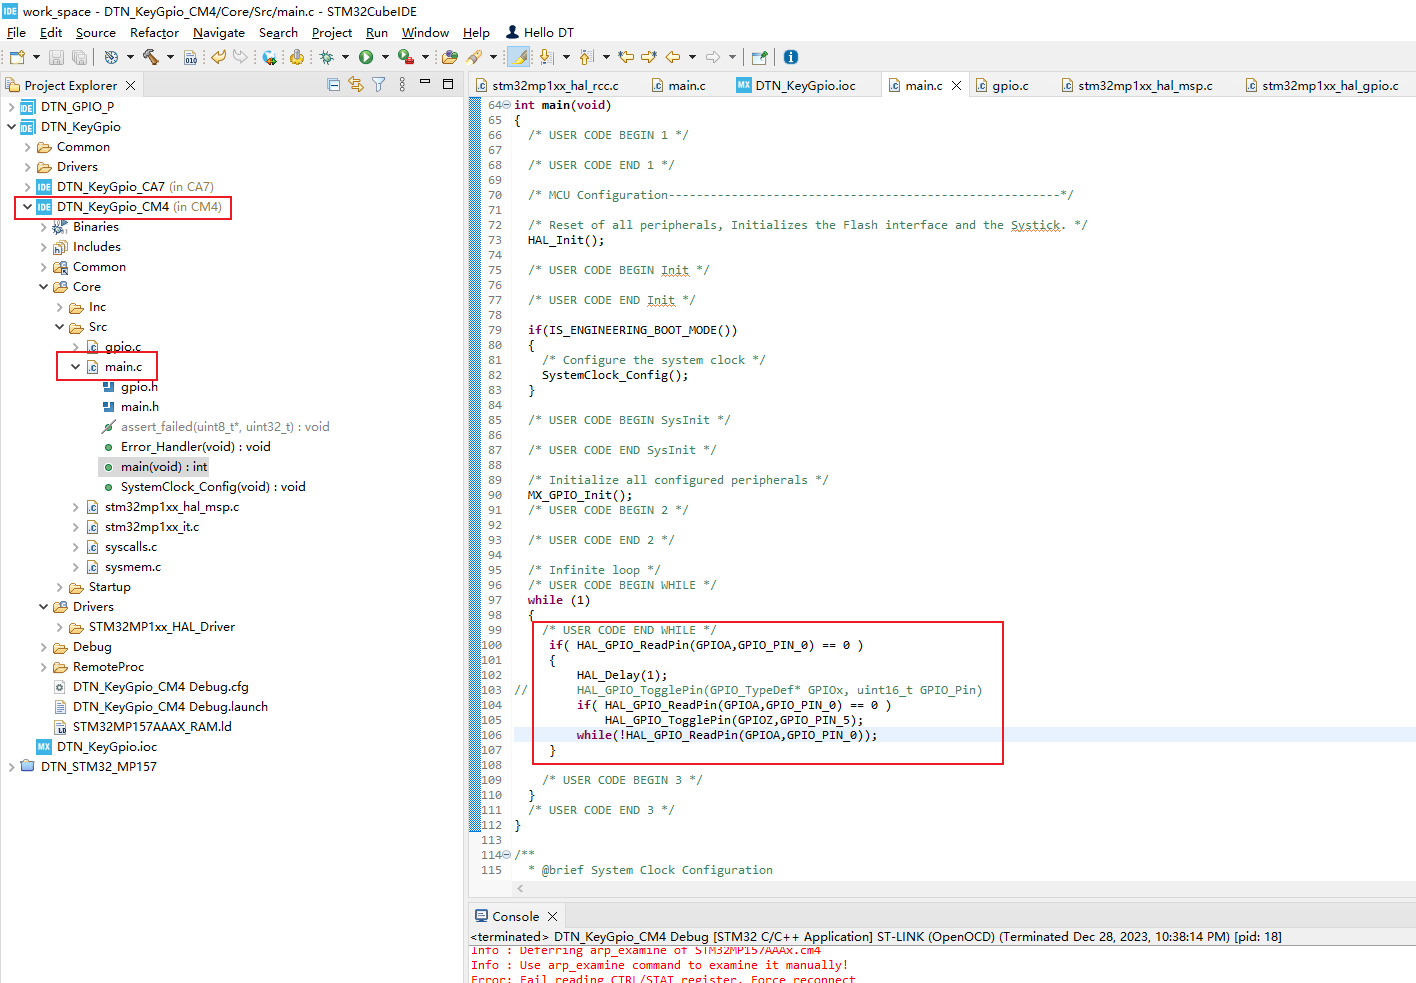 IDE work_space - DTN_KeyGpio_CM4/Core/Src/main.c - STM32CubeIDE
File Edit Source Refactor Navigate Search Project Run Window Help Hello DT
Project Explorer
DTN_GPIO_P
DTN_KeyGpio
Common
Drivers
DTN_KeyGpio_CA7 (in CA7)
DTN_KeyGpio_CM4 (in CM4)
Binaries
Includes
Common
Core
Inc
Src
gpio.c
main.c
gpio.h
main.h
assert_failed(uint8_t*, uint32_t) : void
Error_Handler(void) : void
main(void) : int
SystemClock_Config(void) : void
stm32mp1xx_hal_msp.c
stm32mp1xx_it.c
syscalls.c
sysmem.c
Startup
Drivers
STM32MP1xx_HAL_Driver
Debug
RemoteProc
DTN_KeyGpio_CM4 Debug.cfg
DTN_KeyGpio_CM4 Debug.launch
STM32MP157AAAX_RAM.ld
MX DTN_KeyGpio.ioc
DTN_STM32_MP157
stm32mp1xx_hal_rcc.c main.c MX DTN_KeyGpio.ioc main.c gpio.c stm32mp1xx_hal_msp.c stm32mp1xx_hal_gpio.c
64 int main(void)
65 {
66 /* USER CODE BEGIN 1 */
67
68 /* USER CODE END 1 */
69
70 /* MCU Configuration--------------------------------------------------------*/
71
72 /* Reset of all peripherals, Initializes the Flash interface and the Systick. */
73 HAL_Init();
74
75 /* USER CODE BEGIN Init */
76
77 /* USER CODE END Init */
78
79 if(IS_ENGINEERING_BOOT_MODE())
80 {
81 /* Configure the system clock */
82 SystemClock_Config();
83 }
84
85 /* USER CODE BEGIN SysInit */
86
87 /* USER CODE END SysInit */
88
89 /* Initialize all configured peripherals */
90 MX_GPIO_Init();
91 /* USER CODE BEGIN 2 */
92
93 /* USER CODE END 2 */
94
95 /* Infinite loop */
96 /* USER CODE BEGIN WHILE */
97 while (1)
98 {
99 /* USER CODE END WHILE */
100 if( HAL_GPIO_ReadPin(GPIOA,GPIO_PIN_0) == 0 )
101 {
102 HAL_Delay(1);
103 // HAL_GPIO_TogglePin(GPIO_TypeDef* GPIOx, uint16_t GPIO_Pin)
104 if( HAL_GPIO_ReadPin(GPIOA,GPIO_PIN_0) == 0 )
105 HAL_GPIO_TogglePin(GPIOZ,GPIO_PIN_5);
106 while(!HAL_GPIO_ReadPin(GPIOA,GPIO_PIN_0));
107 }
108
109 /* USER CODE BEGIN 3 */
110 }
111 /* USER CODE END 3 */
112 }
113
114 /**
115 * @brief System Clock Configuration
Console
<terminated> DTN_KeyGpio_CM4 Debug [STM32 C/C++ Application] ST-LINK (OpenOCD) (Terminated Dec 28, 2023, 10:38:14 PM) [pid: 18]
Info : Deferring arp_examine of STM32MP157AAAx.cm4
Info : Use arp_examine command to examine it manually!
Error: Fail reading CTRL/STAT register. Force reconnect